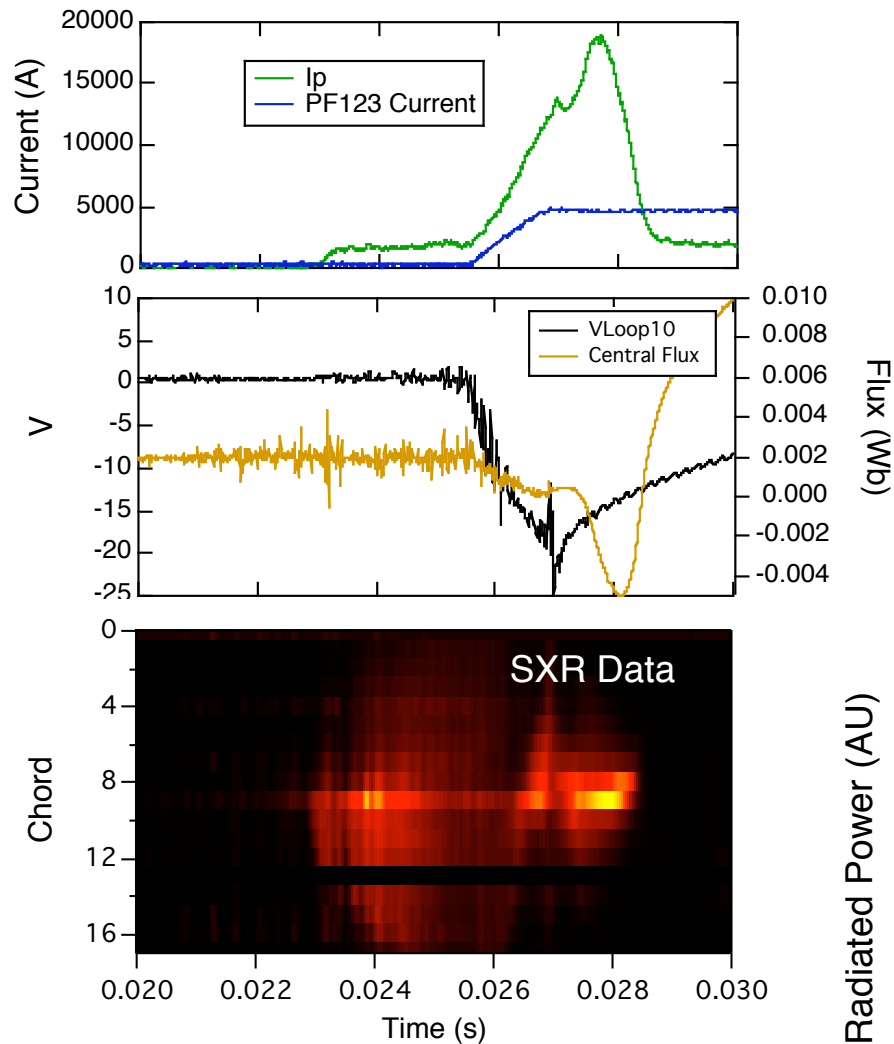 20000
15000
10000
5000
0
Current (A)
Ip
PF123 Current
10
5
0
-5
-10
-15
-20
-25
V
VLoop10
Central Flux
0.010
0.008
0.006
0.004
0.002
0.000
-0.002
-0.004
Flux (Wb)
0
4
8
12
16
Chord
SXR Data
Radiated Power (AU)
0.020 0.022 0.024 0.026 0.028 0.030
Time (s)